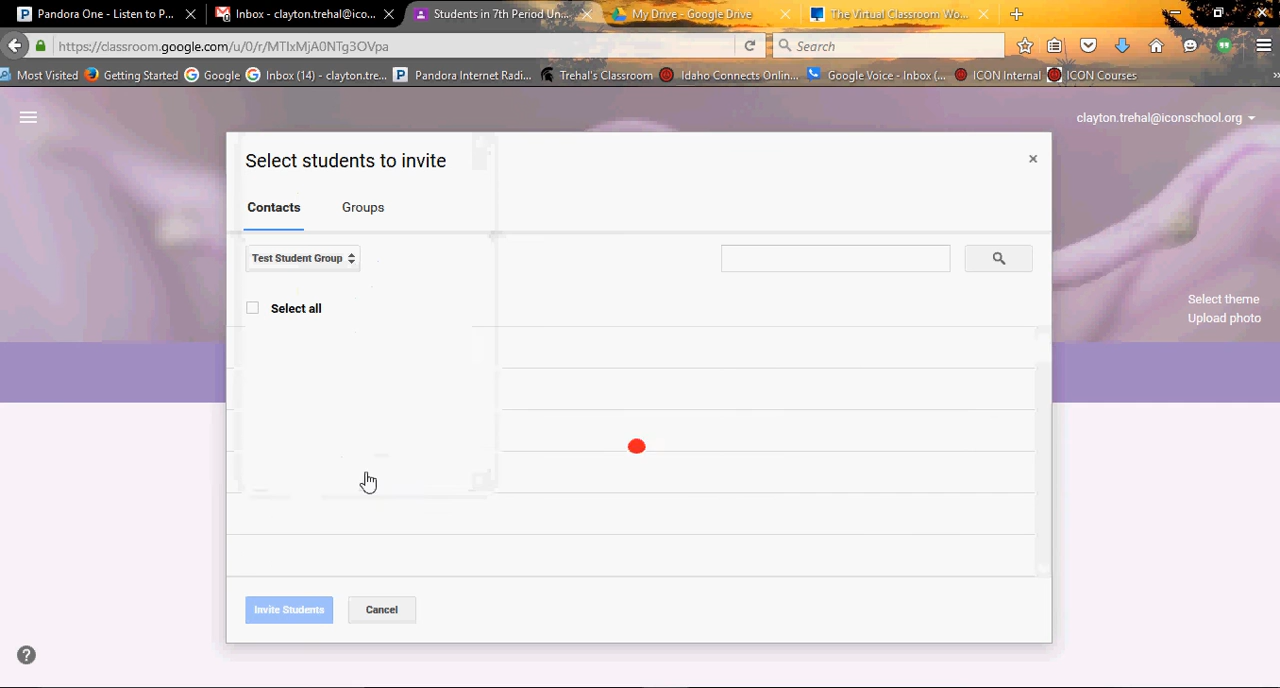 Pandora One - Listen to P...
Inbox - clayton.trehal@ico...
Students in 7th Period Un...
My Drive - Google Drive
The Virtual Classroom Wo...
https://classroom.google.com/u/0/r/MTIxMjA0NTg3OVpa
Search
Most Visited
Getting Started
Google
Inbox (14) - clayton.tre...
Pandora Internet Radi...
Trehal's Classroom
Idaho Connects Onlin...
Google Voice - Inbox (...
ICON Internal
ICON Courses
clayton.trehal@iconschool.org
Select students to invite
Contacts
Groups
Test Student Group
Select all
Select theme
Upload photo
Invite Students
Cancel